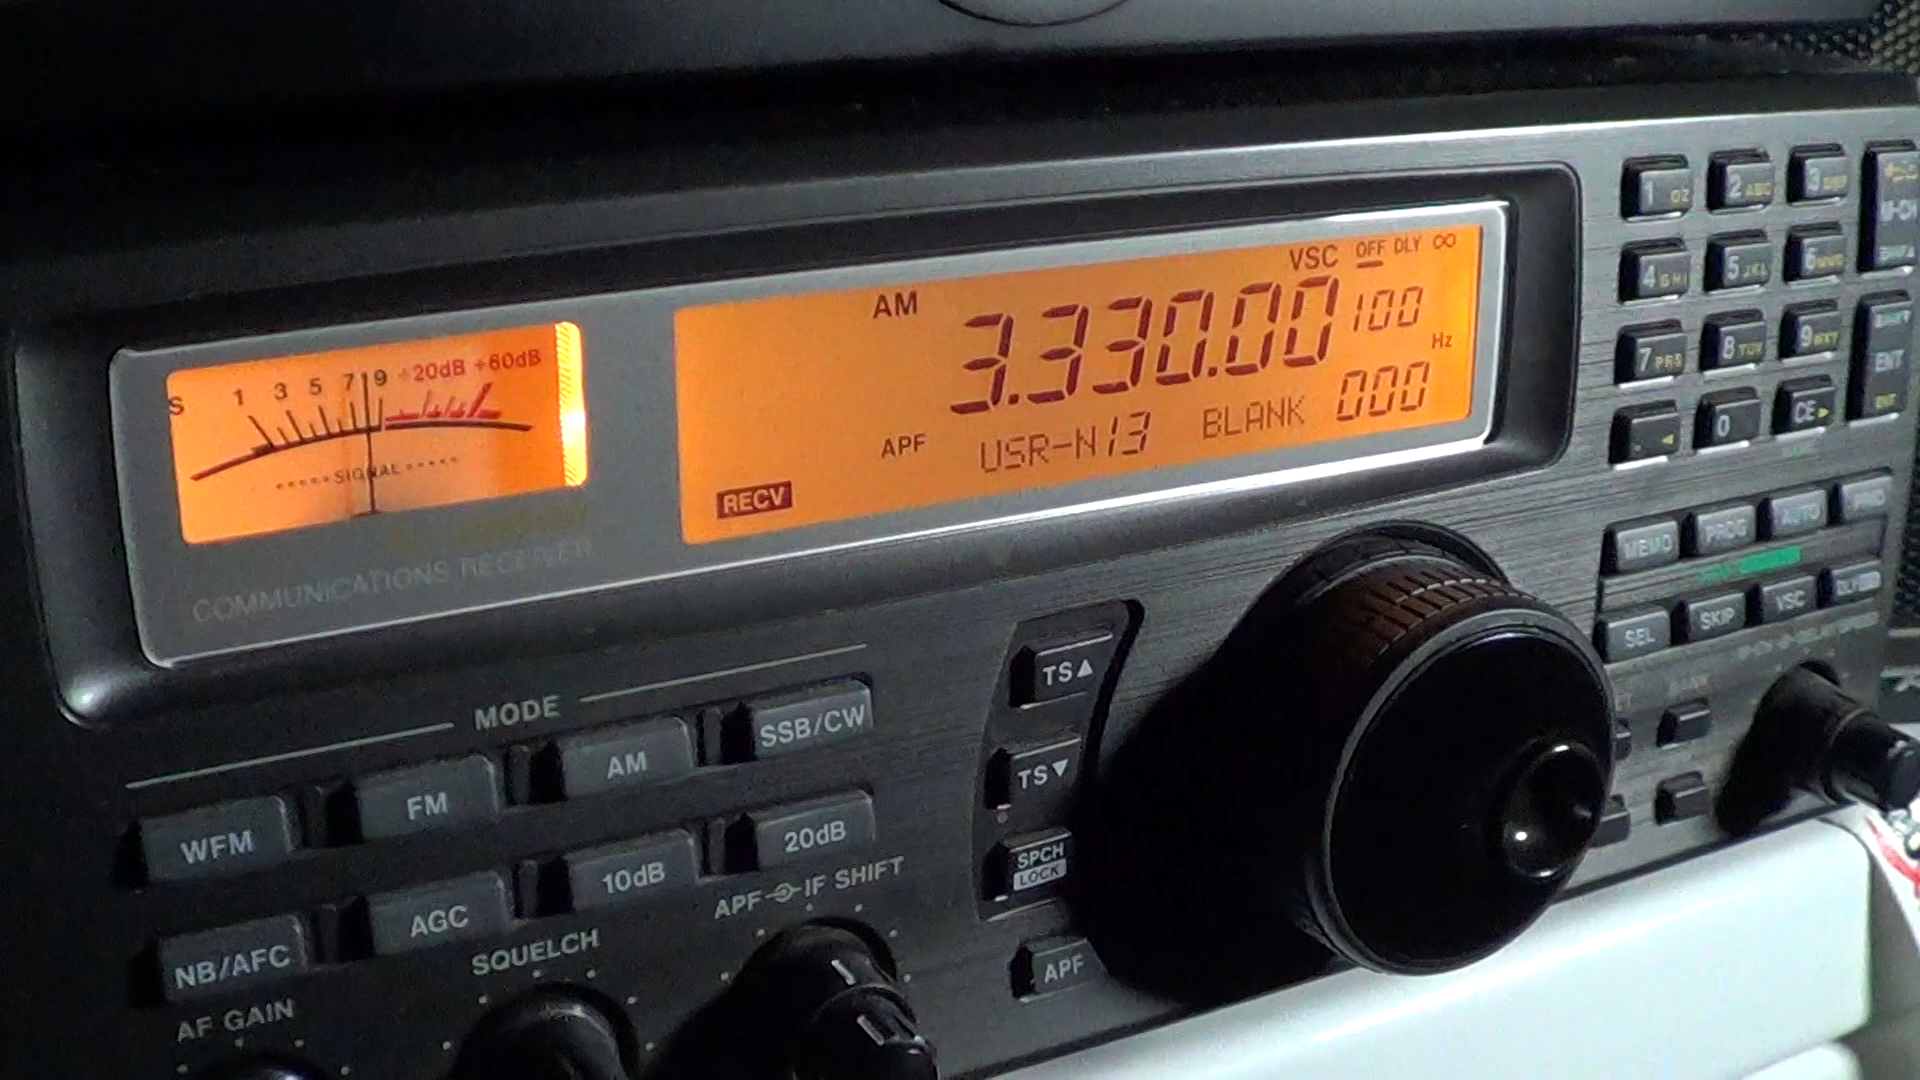 VSC OFF DLY ∞
AM 3.330.00 100
Hz
APF USR-N13 BLANK 000
RECV
S 1 3 5 7 9 +20dB +60dB
SIGNAL
COMMUNICATIONS RECEIVER
MODE
WFM FM AM SSB/CW
NB/AFC AGC 10dB 20dB
AF GAIN SQUELCH APF IF SHIFT
TS▲
TS▼
SPCH
LOCK
APF
1 2 ABC 3
4 GHI 5 JKL 6 MNO
7 PRS 8 TUV 9 WXY
. 0 CE
M-CH
ENT
MEMO PROG AUTO
SEL SKIP VSC DLY
BANK